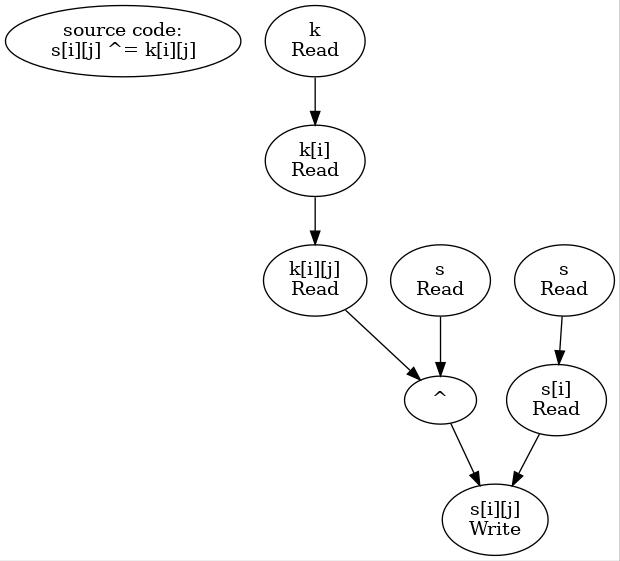 source code:
s[i][j] ^= k[i][j]
k
Read
k[i]
Read
k[i][j]
Read
s
Read
s
Read
^
s[i]
Read
s[i][j]
Write